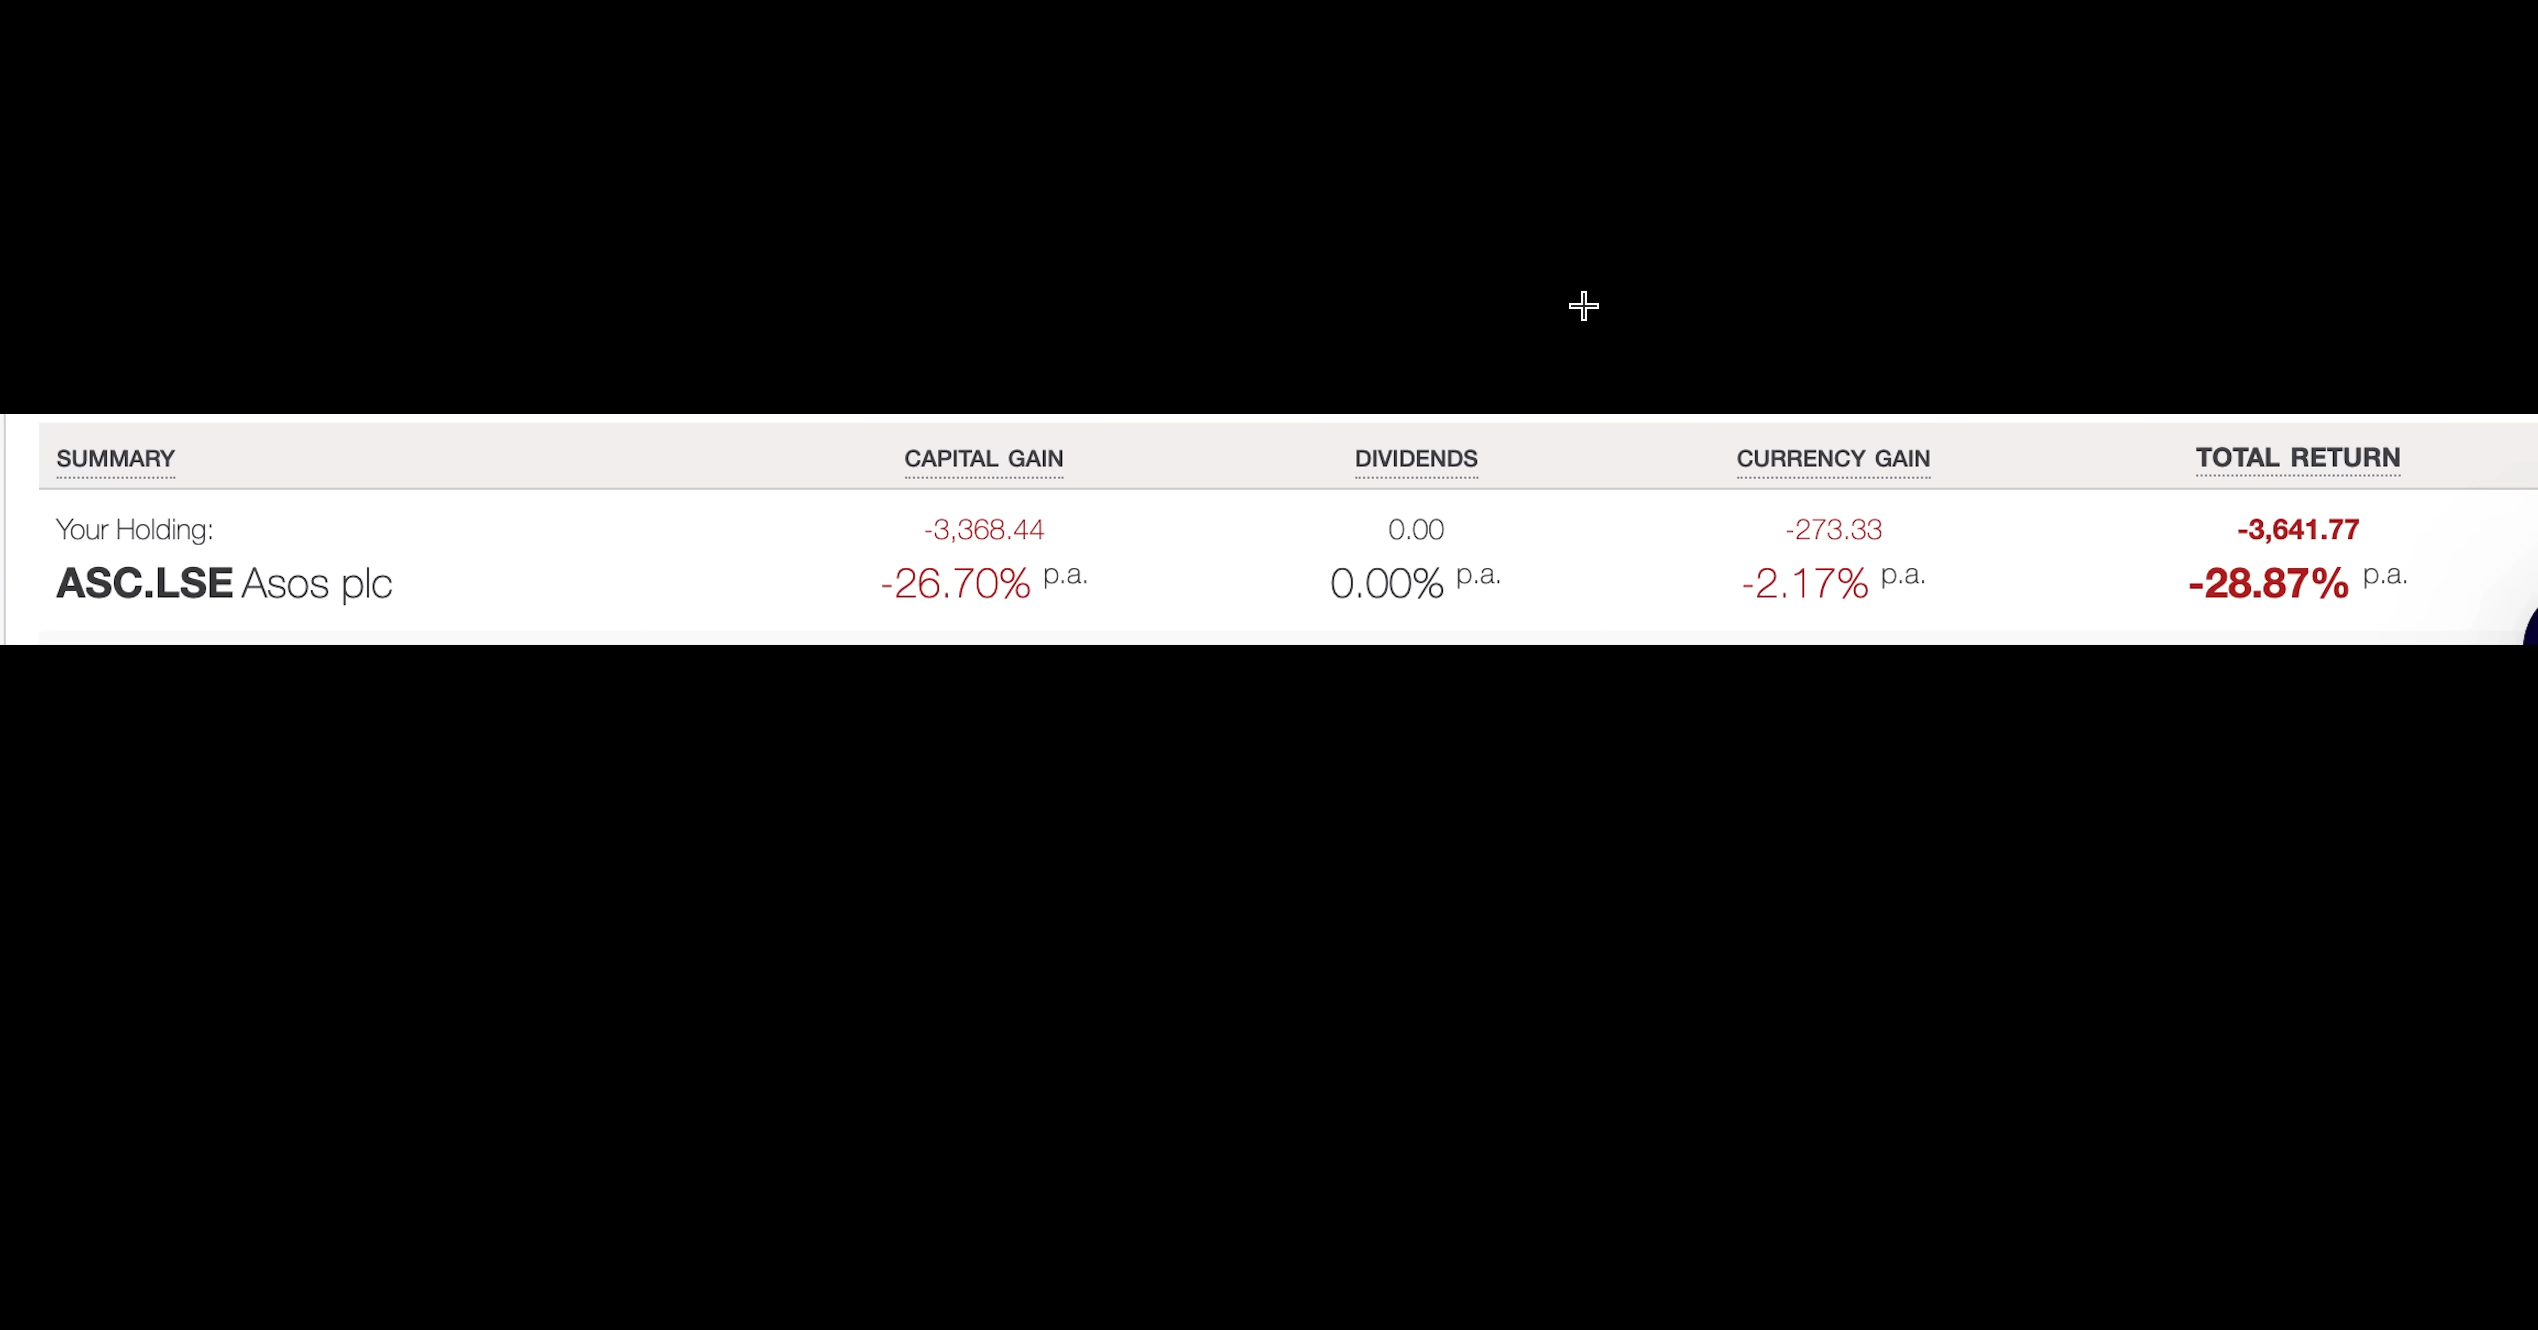 SUMMARY CAPITAL GAIN DIVIDENDS CURRENCY GAIN TOTAL RETURN
Your Holding: -3,368.44 0.00 -273.33 -3,641.77
ASC.LSE Asos plc -26.70% p.a. 0.00% p.a. -2.17% p.a. -28.87% p.a.